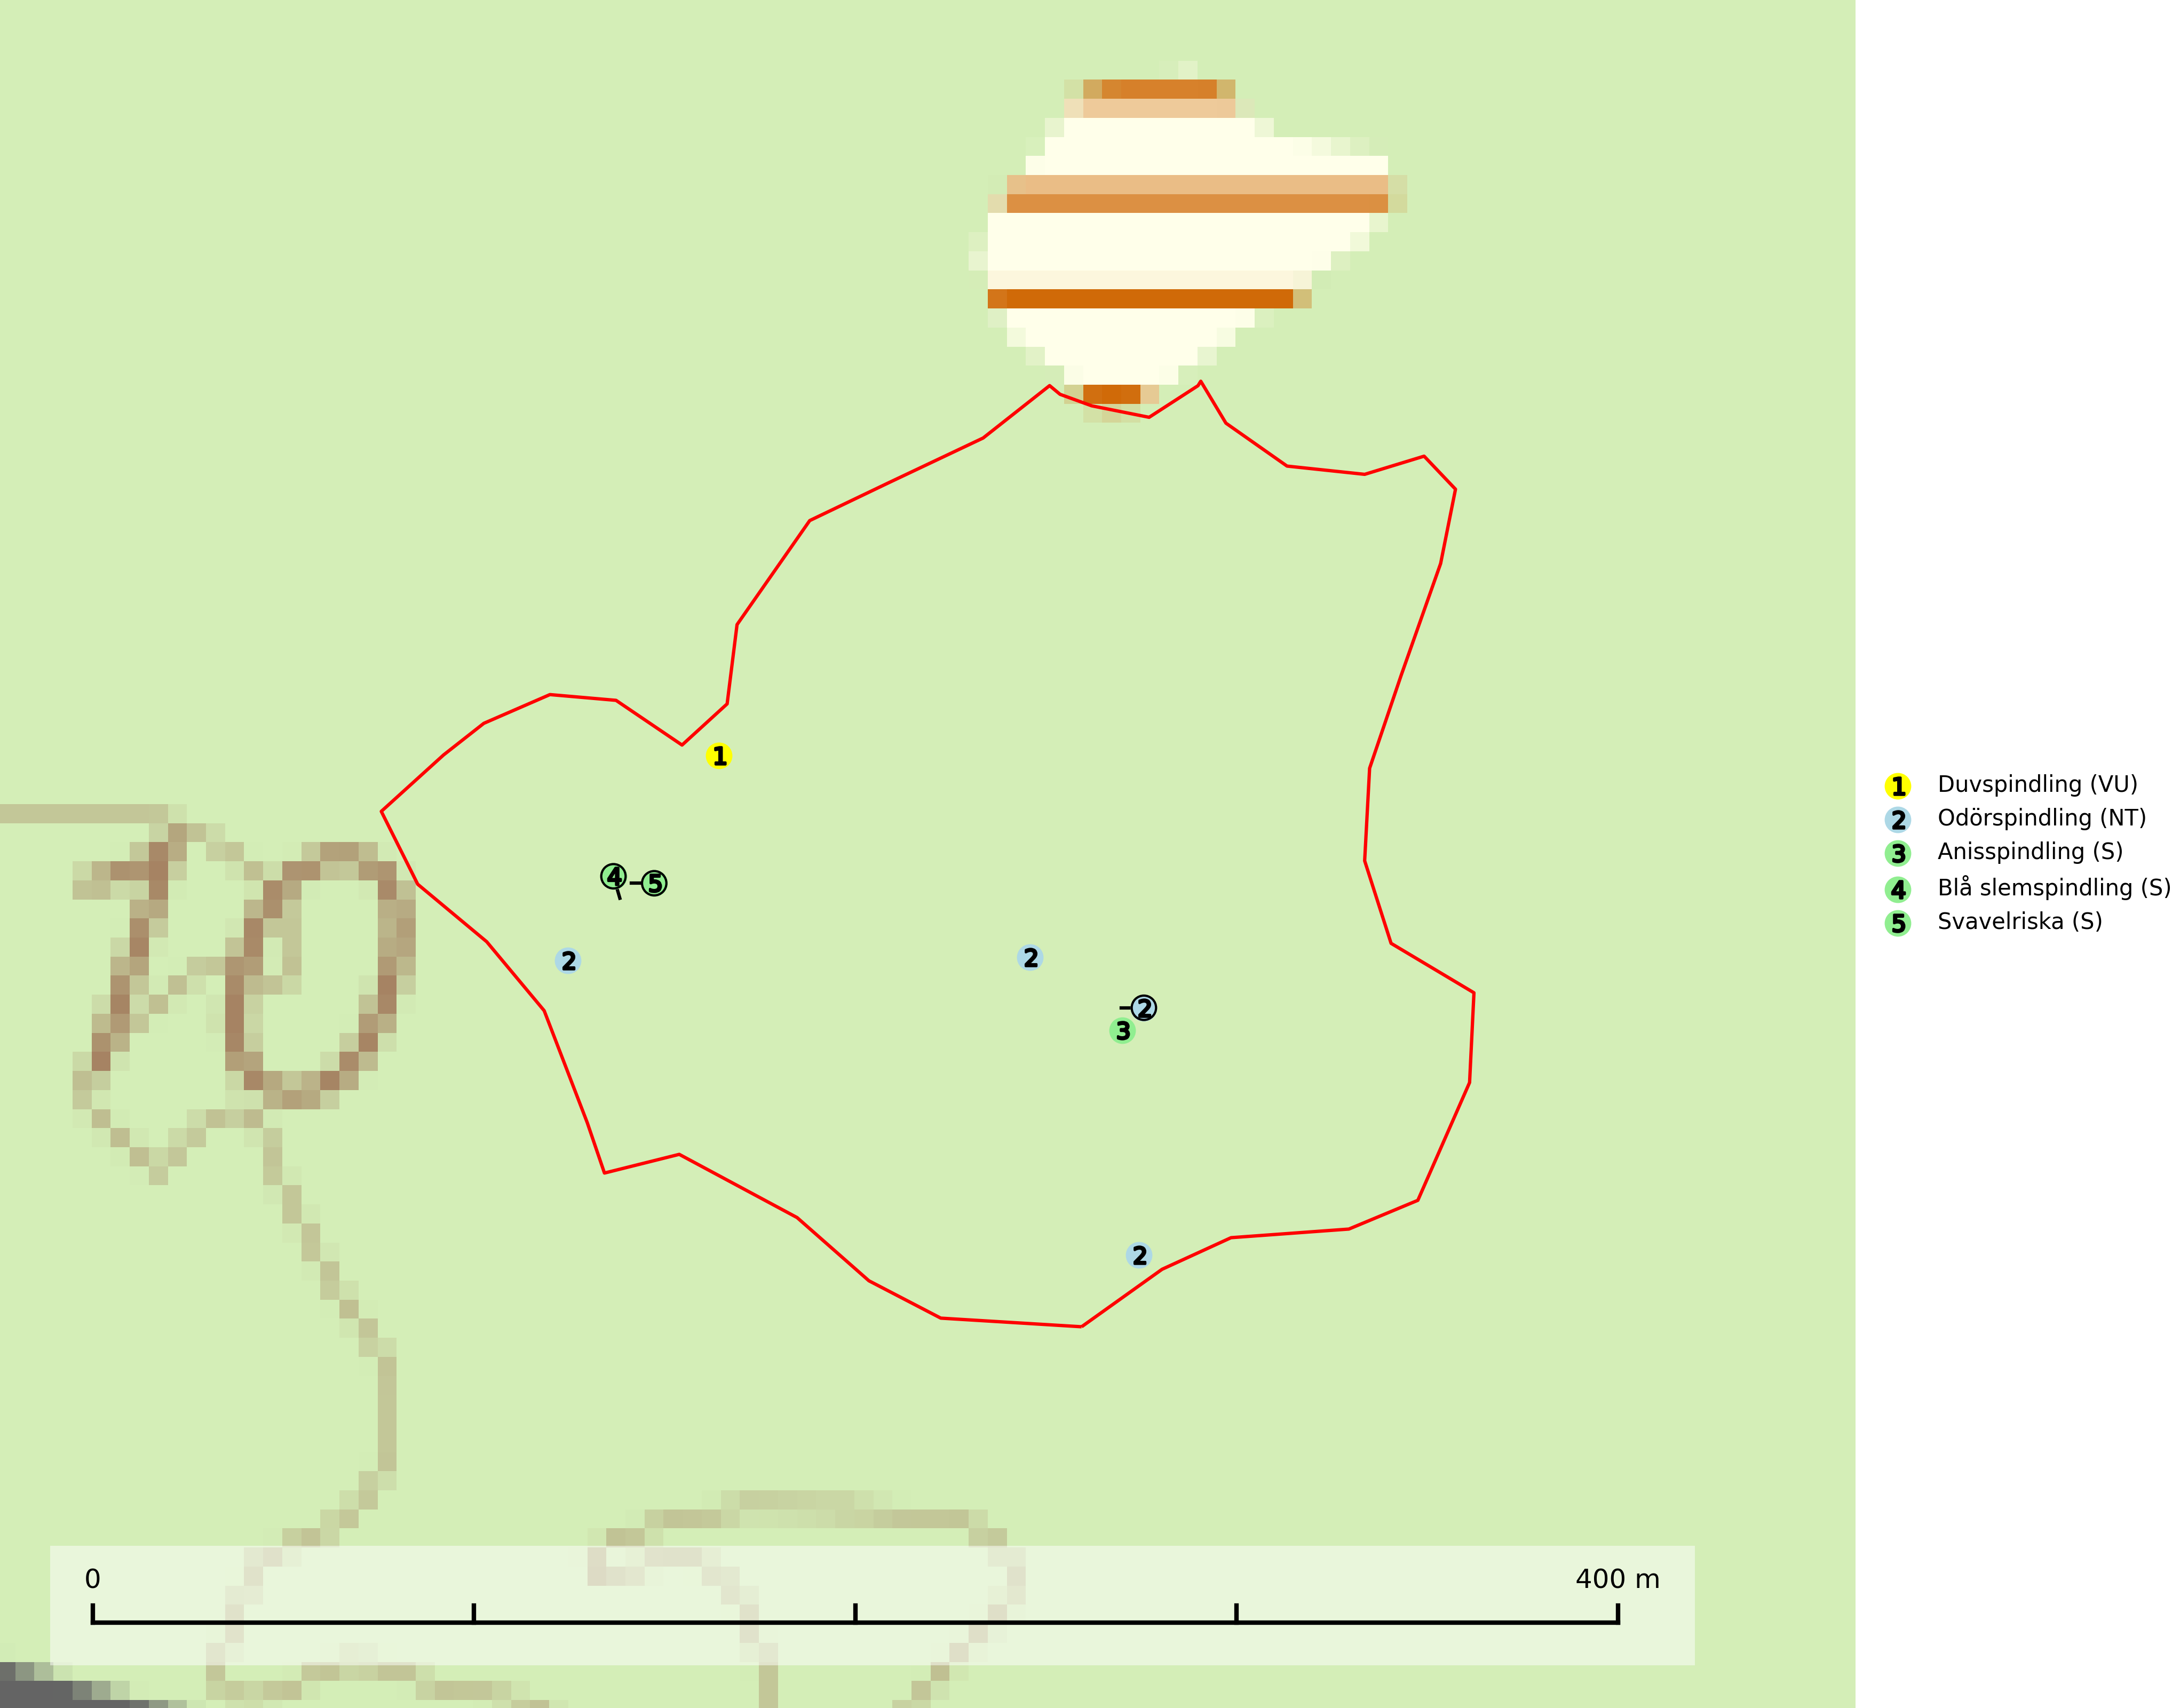 1
4 5
2 2
2
3
2
0 400 m
1 Duvspindling (VU)
2 Odörspindling (NT)
3 Anisspindling (S)
4 Blå slemspindling (S)
5 Svavelriska (S)